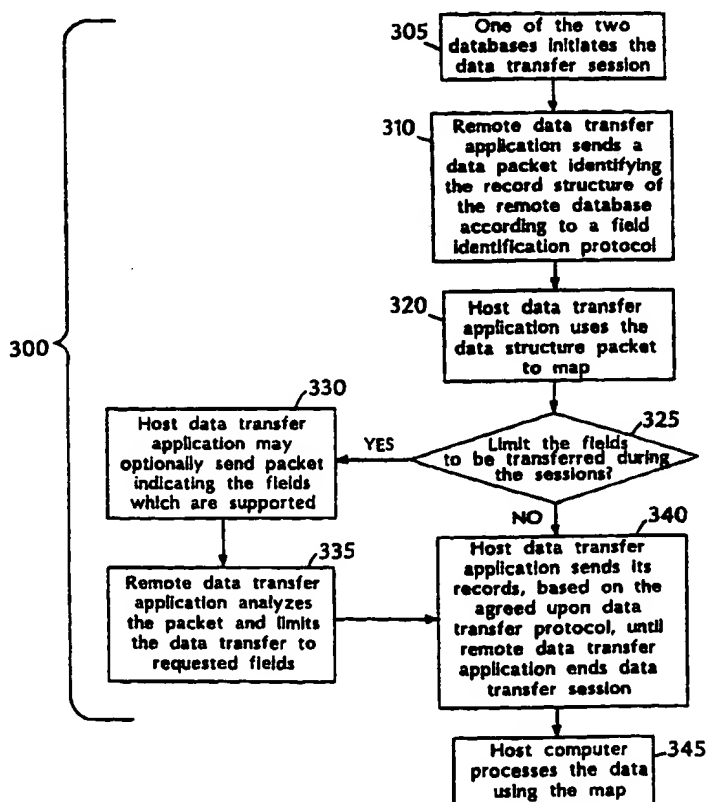 305
One of the two
databases initiates the
data transfer session
310
Remote data transfer
application sends a
data packet identifying
the record structure of
the remote database
according to a field
identification protocol
320
Host data transfer
application uses the
data structure packet
to map
300
325
Limit the fields
to be transferred during
the sessions?
YES
330
Host data transfer
application may
optionally send packet
indicating the fields
which are supported
335
Remote data transfer
application analyzes
the packet and limits
the data transfer to
requested fields
NO
340
Host data transfer
application sends its
records, based on the
agreed upon data
transfer protocol, until
remote data transfer
application ends data
transfer session
345
Host computer
processes the data
using the map